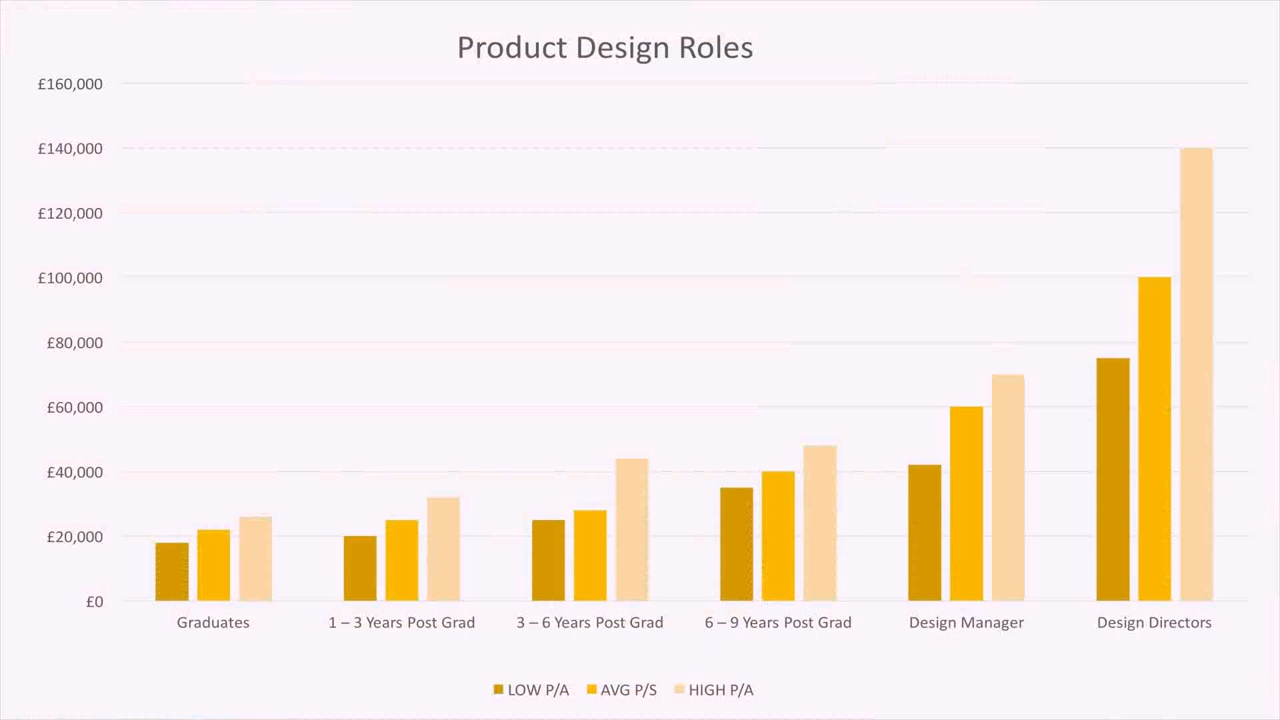 Product Design Roles
£160,000
£140,000
£120,000
£100,000
£80,000
£60,000
£40,000
£20,000
£0
Graduates
1 – 3 Years Post Grad
3 – 6 Years Post Grad
6 – 9 Years Post Grad
Design Manager
Design Directors
LOW P/A
AVG P/S
HIGH P/A